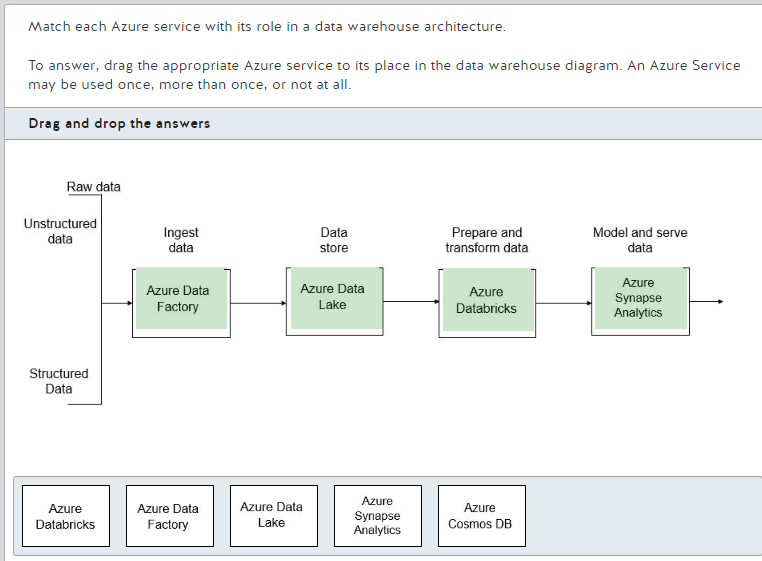 Match each Azure service with its role in a data warehouse architecture.
To answer, drag the appropriate Azure service to its place in the data warehouse diagram. An Azure Service
may be used once, more than once, or not at all.
Drag and drop the answers
Raw data
Unstructured
data
Ingest
data
Data
store
Prepare and
transform data
Model and serve
data
Azure Data
Factory
Azure Data
Lake
Azure
Databricks
Azure
Synapse
Analytics
Structured
Data
Azure
Databricks
Azure Data
Factory
Azure Data
Lake
Azure
Synapse
Analytics
Azure
Cosmos DB